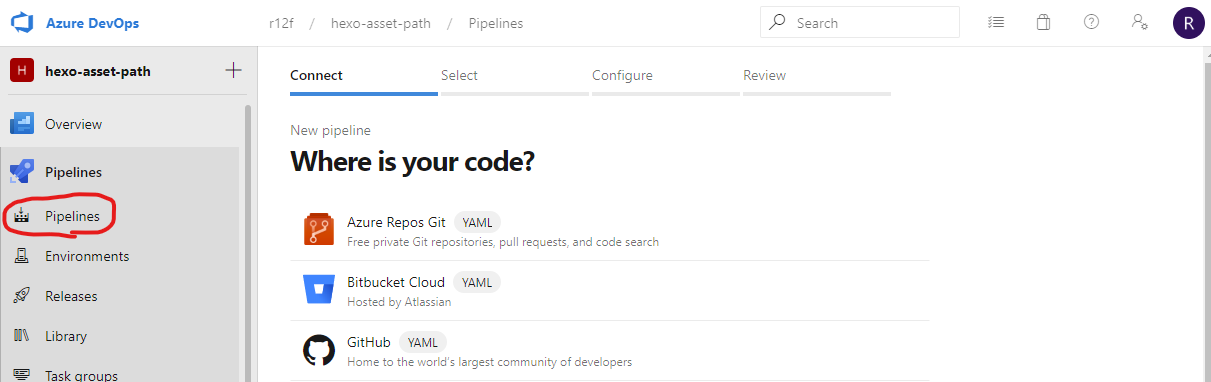 Azure DevOps
r12f / hexo-asset-path / Pipelines
Search
R
H hexo-asset-path
Overview
Pipelines
Pipelines
Environments
Releases
Library
Task groups
Connect Select Configure Review
New pipeline
Where is your code?
Azure Repos Git YAML
Free private Git repositories, pull requests, and code search
Bitbucket Cloud YAML
Hosted by Atlassian
GitHub YAML
Home to the world's largest community of developers